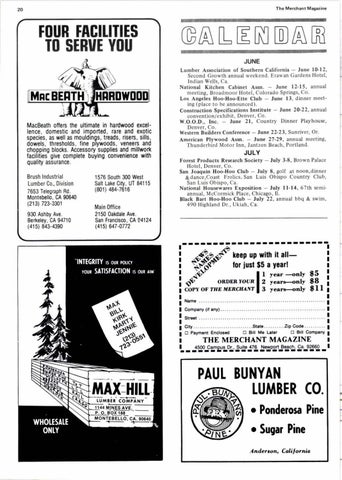 20
The Merchant Magazine
FOUR FACILITIES
TO SERVE YOU
MacBEATH HARDWOOD
MacBeath offers the ultimate in hardwood excel-
lence, domestic and imported, rare and exotic
species, as well as mouldings, treads, risers, sills,
dowels, thresholds, fine plywoods, veneers and
chopping blocks. Accessory supplies and millwork
facilities give complete buying convenience with
quality assurance.
Brush Industrial
Lumber Co., Division
7653 Telegraph Rd.
Montebello, CA 90640
(213) 723-3301
1576 South 300 West
Salt Lake City, UT 84115
(801) 484-7616
930 Ashby Ave.
Berkeley, CA 94710
(415) 843-4390
Main Office
2150 Oakdale Ave.
San Francisco, CA 94124
(415) 647-0772
CALENDAR
JUNE
Lumber Association of Southern California – June 10-12,
Second Growth annual weekend, Erawan Gardens Hotel,
Indian Wells, Ca.
National Kitchen Cabinet Assn. – June 12-15, annual
meeting, Broadmoor Hotel, Colorado Springs, Co.
Los Angeles Hoo-Hoo-Ette Club – June 13, dinner meet-
ing (place to be announced).
Construction Specifications Institute – June 20-22, annual
convention/exhibit, Denver, Co.
W.O.O.D., Inc. – June 21, Country Dinner Playhouse,
Denver, Co.
Western Builders Conference – June 22-23, Sunriver, Or.
American Plywood Assn. – June 27-29, annual meeting,
Thunderbird Motor Inn, Jantzen Beach, Portland.
JULY
Forest Products Research Society – July 3-8, Brown Palace
Hotel, Denver, Co.
San Joaquin Hoo-Hoo Club – July 8, golf at noon, dinner
& dance, Coast Frolics, San Luis Obispo Country Club,
San Luis Obispo, Ca.
National Housewares Exposition – July 11-14, 67th semi-
annual, McCormick Place, Chicago, Il.
Black Bart Hoo-Hoo Club – July 22, annual bbq & swim,
490 Highland Dr., Ukiah, Ca.
'INTEGRITY IS OUR POLICY
YOUR SATISFACTION IS OUR AIM
MAX
BILL
KIRK
MARTY
JENNIE
(213)
723-0551
MAX HILL
LUMBER COMPANY
1144 MINES AVE.
P. O. BOX 168
MONTEBELLO, CA. 90640
WHOLESALE
ONLY
NEWS
NAMES
DEVELOPMENTS
keep up with it all—
for just $5 a year!
1 year —only $5
ORDER YOUR 2 years—only $8
COPY OF THE MERCHANT 3 years—only $11
Name
Company (if any)
Street
City State Zip Code
Payment Enclosed Bill Me Later Bill Company
THE MERCHANT MAGAZINE
4500 Campus Dr., Suite 476, Newport Beach, Ca. 92660
PAUL BUNYAN
LUMBER CO.
PAUL BUNYAN'S
PINE
• Ponderosa Pine
• Sugar Pine
Anderson, California